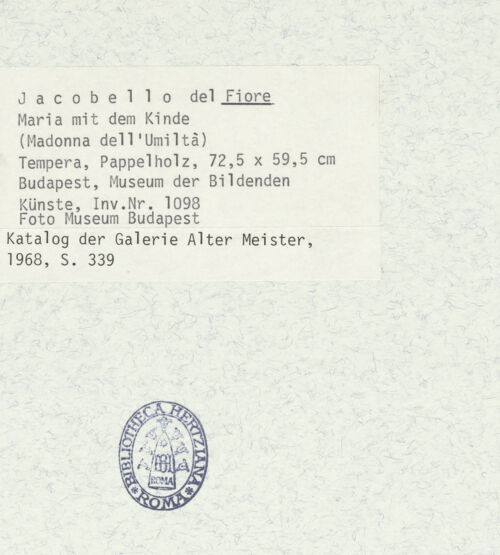 Jacobello del Fiore
Maria mit dem Kinde
(Madonna dell'Umiltà)
Tempera, Pappelholz, 72,5 x 59,5 cm
Budapest, Museum der Bildenden
Künste, Inv.Nr. 1098
Foto Museum Budapest
Katalog der Galerie Alter Meister,
1968, S. 339
BIBLIOTHECA HERTZIANA
ROMA
ROMA